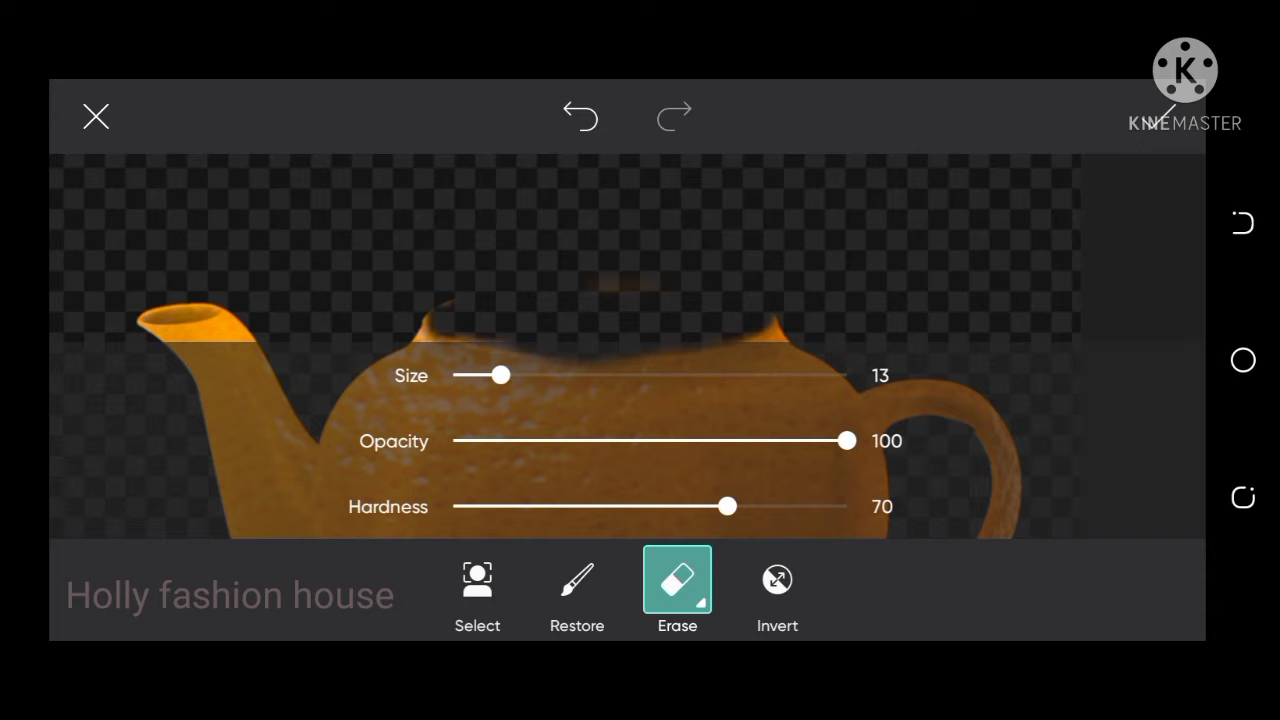 K
KINEMASTER
Size 13
Opacity 100
Hardness 70
Holly fashion house
Select Restore Erase Invert